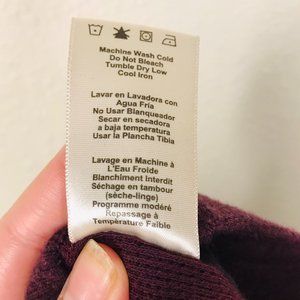 Machine Wash Cold
Do Not Bleach
Tumble Dry Low
Cool Iron
Lavar en Lavadora con
Agua Fría
No Usar Blanqueador
Secar en secadora
a baja temperatura
Usar la Plancha Tibia
Lavage en Machine à
L'Eau Froide
Blanchiment Interdit
Séchage en tambour
(sèche-linge)
Programme modéré
Repassage à
Température Faible